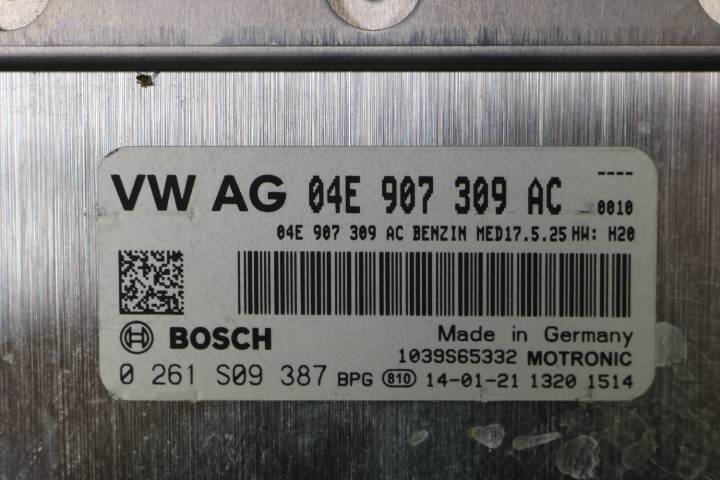 ----
VW AG 04E 907 309 AC 0010
04E 907 309 AC BENZIN MED17.5.25 HW: H20
BOSCH
Made in Germany
1039S65332 MOTRONIC
0 261 S09 387 BPG 810 14-01-21 1320 1514